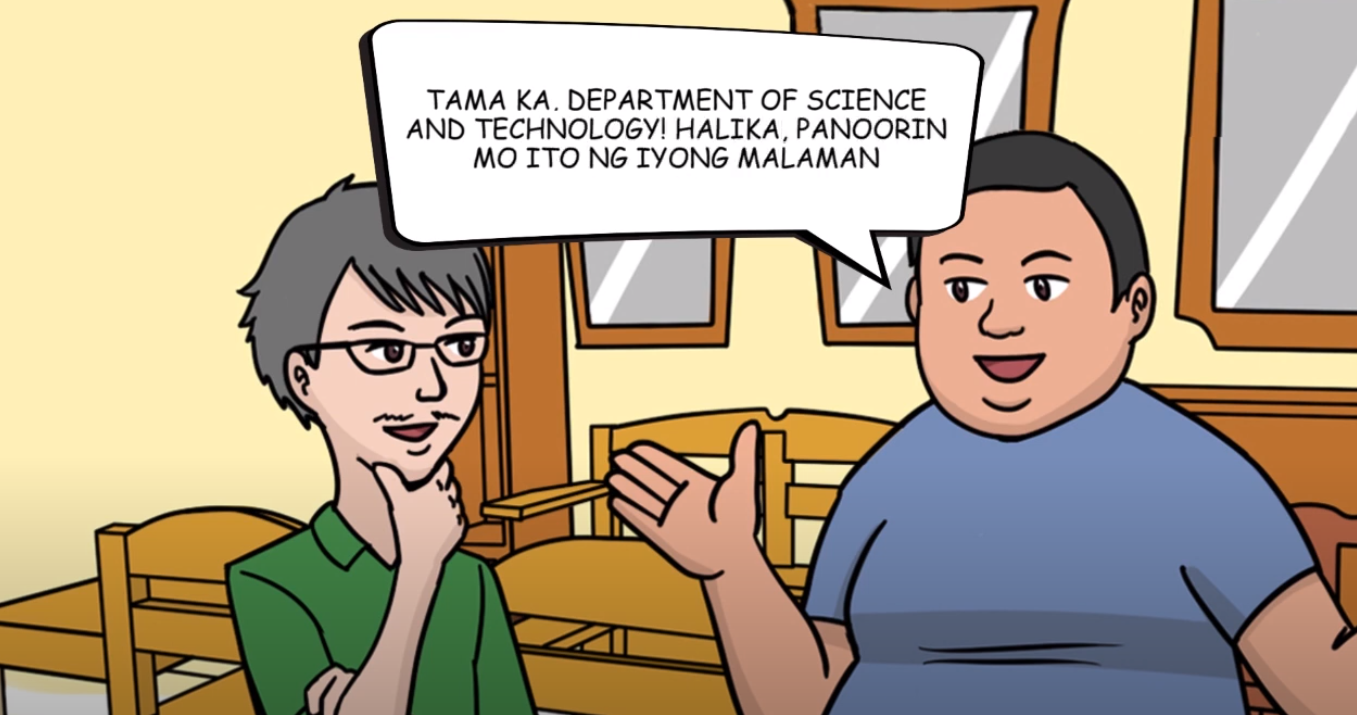 TAMA KA. DEPARTMENT OF SCIENCE
AND TECHNOLOGY! HALIKA, PANOORIN
MO ITO NG IYONG MALAMAN